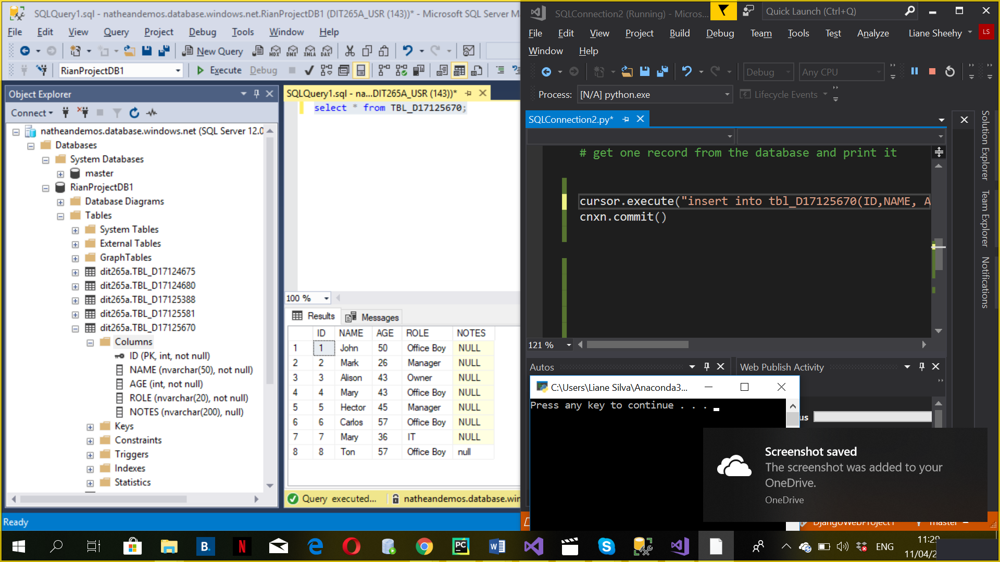 SQLQuery1.sql - natheandemos.database.windows.net.RianProjectDB1 (DIT265A_USR (143))* - Microsoft SQL Server M
File Edit View Query Project Debug Tools Window Help
New Query MDX DMX XMLA DAX
RianProjectDB1 Execute Debug
Object Explorer
Connect
natheandemos.database.windows.net (SQL Server 12.0
Databases
System Databases
master
RianProjectDB1
Database Diagrams
Tables
System Tables
External Tables
GraphTables
dit265a.TBL_D17124675
dit265a.TBL_D17124680
dit265a.TBL_D17125388
dit265a.TBL_D17125581
dit265a.TBL_D17125670
Columns
ID (PK, int, not null)
NAME (nvarchar(50), not null)
AGE (int, not null)
ROLE (nvarchar(20), not null)
NOTES (nvarchar(200), null)
Keys
Constraints
Triggers
Indexes
Statistics
Ready
SQLQuery1.sql - na...DIT265A_USR (143))*
select * from TBL_D17125670;
100 %
Results Messages
ID NAME AGE ROLE NOTES
1 1 John 50 Office Boy NULL
2 2 Mark 26 Manager NULL
3 3 Alison 43 Owner NULL
4 4 Mary 43 Office Boy NULL
5 5 Hector 45 Manager NULL
6 6 Carlos 57 Office Boy NULL
7 7 Mary 36 IT NULL
8 8 Ton 57 Office Boy null
Query executed... natheandemos.database.win
SQLConnection2 (Running) - Micros... Quick Launch (Ctrl+Q)
File Edit View Project Build Debug Team Tools Test Analyze Liane Sheehy LS
Window Help
Debug Any CPU
Process: [N/A] python.exe Lifecycle Events
SQLConnection2.py*
# get one record from the database and print it
cursor.execute("insert into tbl_D17125670(ID,NAME, A
cnxn.commit()
121 %
Solution Explorer
Team Explorer
Notifications
Autos
Web Publish Activity
C:\Users\Liane Silva\Anaconda3...
Press any key to continue . . .
us
Screenshot saved
The screenshot was added to your
OneDrive.
OneDrive
DjangoWebProject1 master
B. N PC W S ENG
11:29
11/04/2